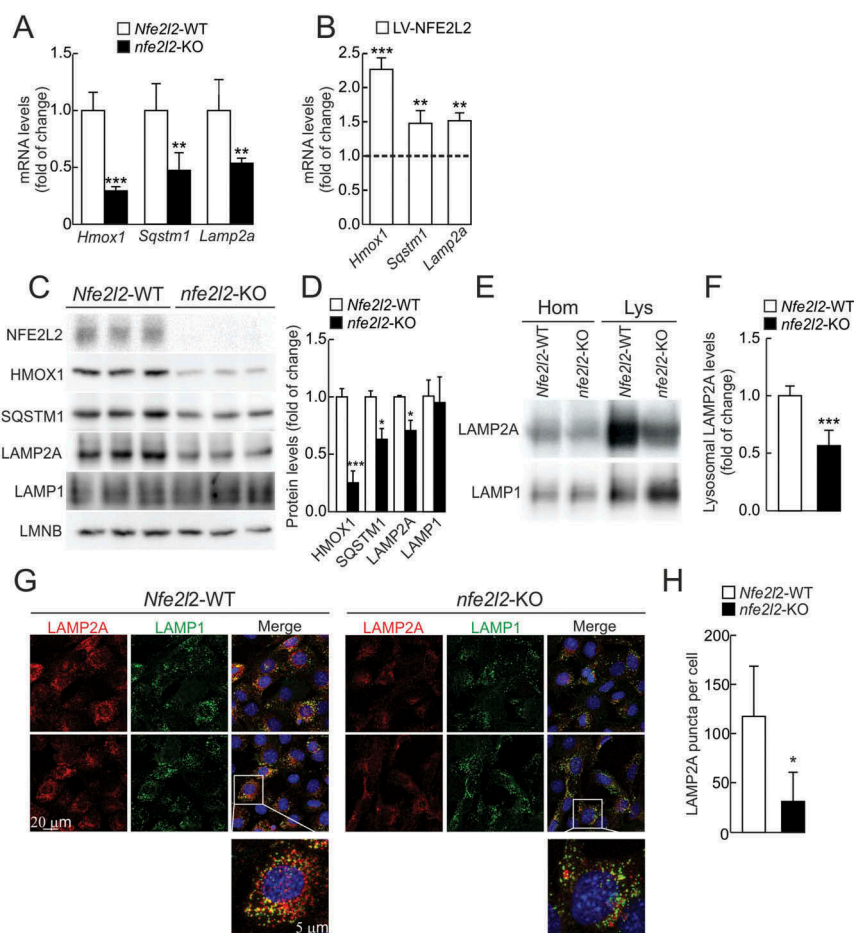 A
Nfe2l2-WT
nfe2l2-KO
mRNA levels
(fold of change)
1.5
1.0
0.5
0
***
**
**
Hmox1
Sqstm1
Lamp2a
B
LV-NFE2L2
mRNA levels
(fold of change)
2.5
2.0
1.5
1.0
0.5
0
***
**
**
Hmox1
Sqstm1
Lamp2a
C
Nfe2l2-WT
nfe2l2-KO
NFE2L2
HMOX1
SQSTM1
LAMP2A
LAMP1
LMNB
D
Nfe2l2-WT
nfe2l2-KO
Protein levels (fold of change)
1.5
1.0
0.5
0
***
*
*
HMOX1
SQSTM1
LAMP2A
LAMP1
E
Hom
Lys
Nfe2l2-WT
nfe2l2-KO
Nfe2l2-WT
nfe2l2-KO
LAMP2A
LAMP1
F
Nfe2l2-WT
nfe2l2-KO
Lysosomal LAMP2A levels
(fold of change)
1.5
1.0
0.5
0
***
G
Nfe2l2-WT
nfe2l2-KO
LAMP2A
LAMP1
Merge
LAMP2A
LAMP1
Merge
20 µm
5 µm
H
Nfe2l2-WT
nfe2l2-KO
LAMP2A puncta per cell
200
150
100
50
0
*